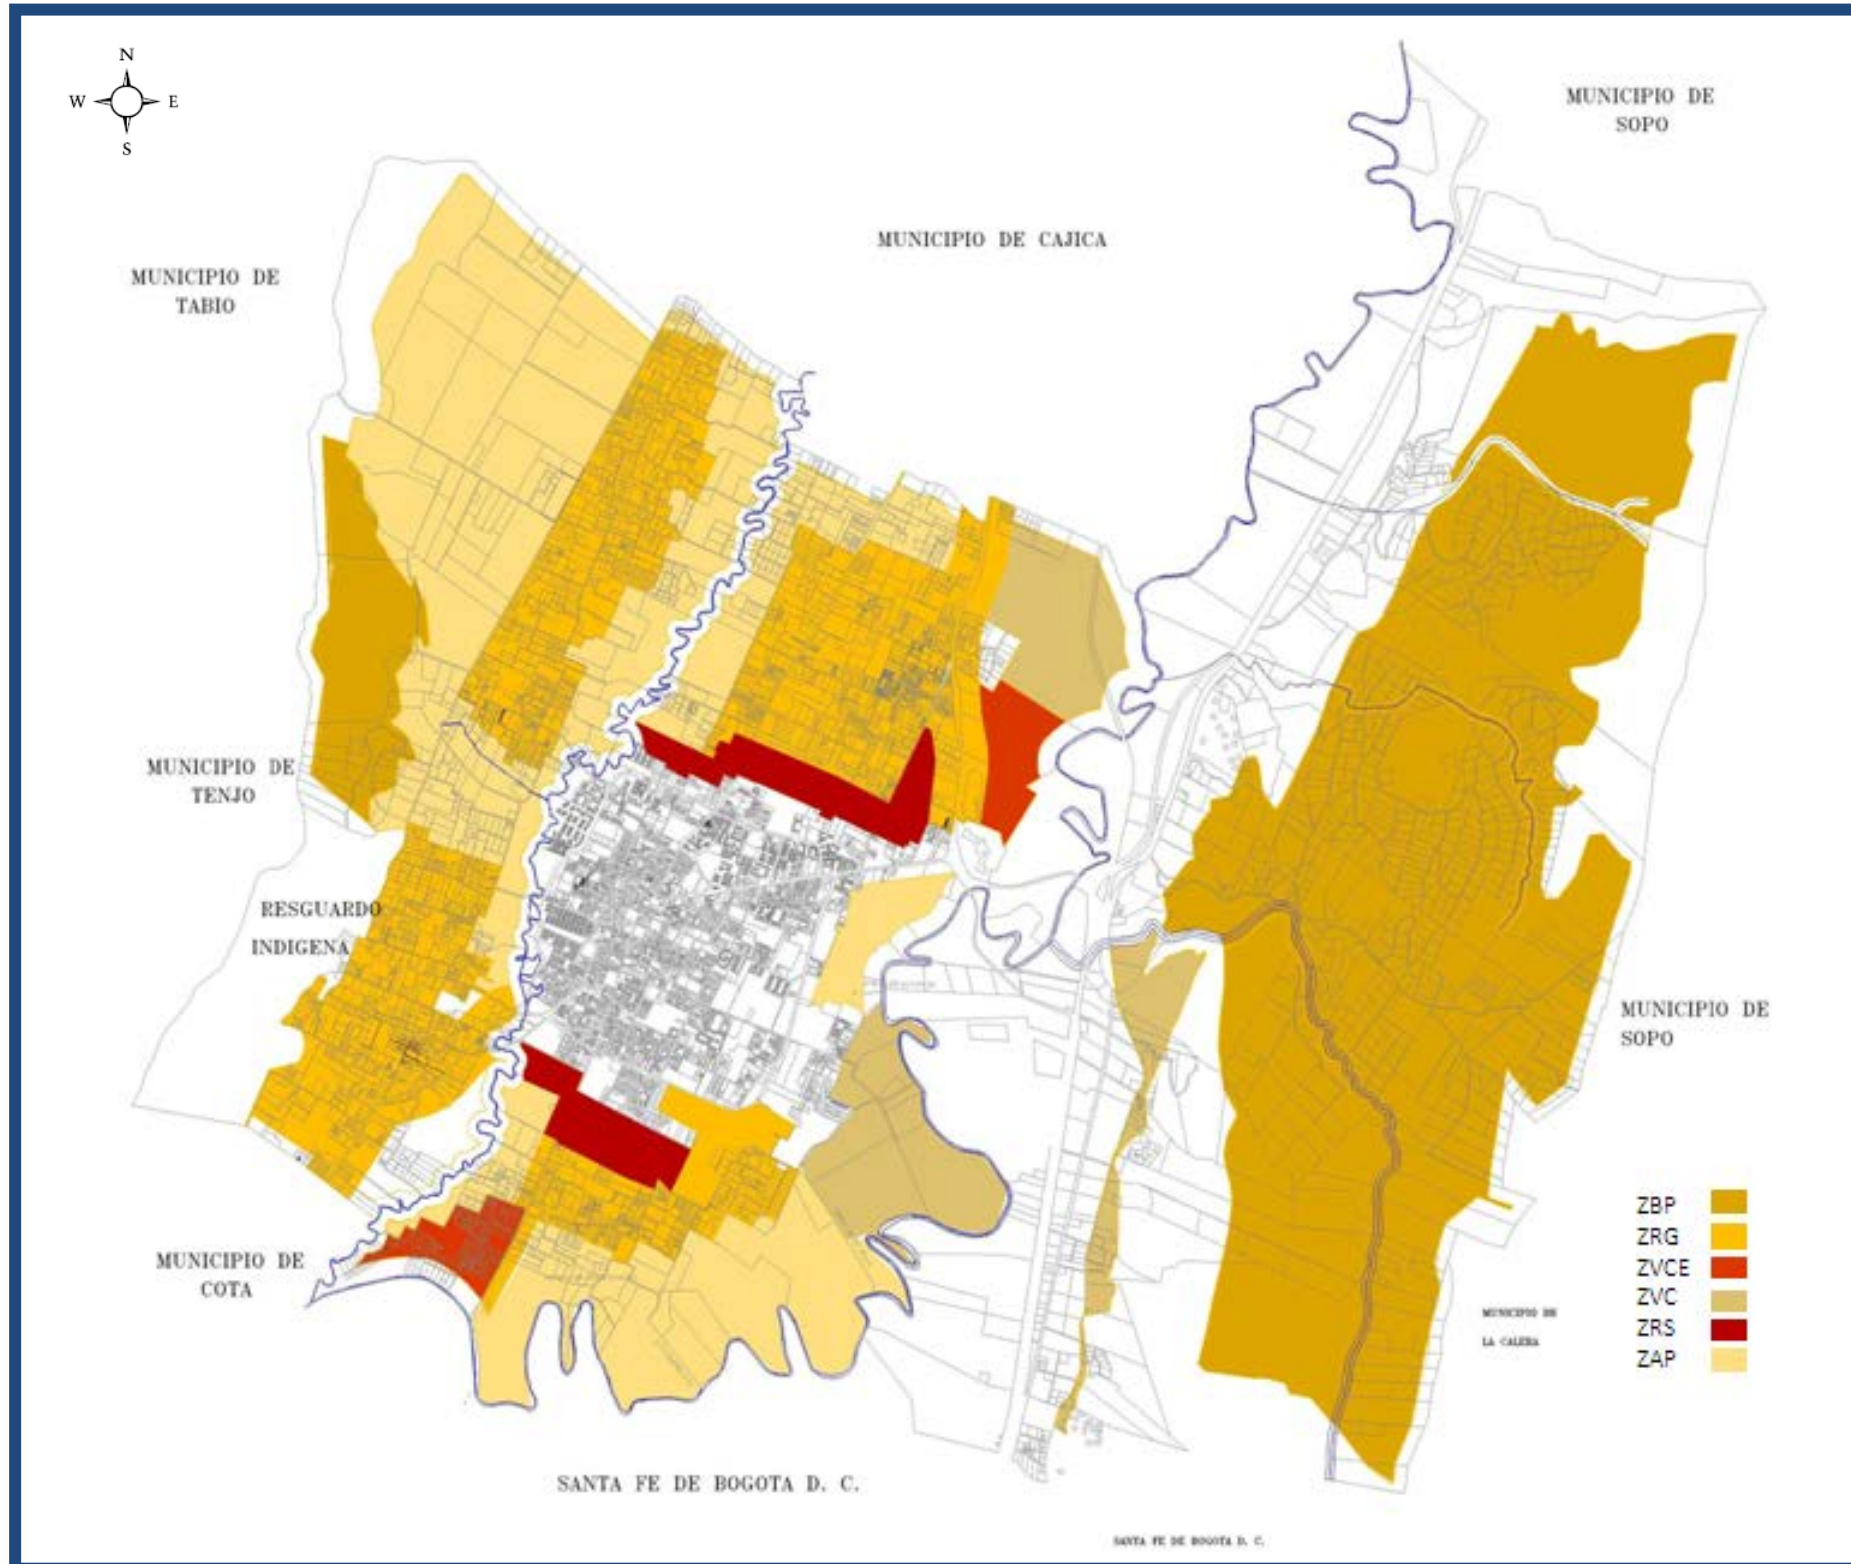 N
W E
S
MUNICIPIO DE
SOPO
MUNICIPIO DE CAJICA
MUNICIPIO DE
TABIO
MUNICIPIO DE
TENJO
RESGUARDO
INDIGENA
MUNICIPIO DE
SOPO
MUNICIPIO DE
COTA
MUNICIPIO DE
LA CALERA
ZBP
ZRG
ZVCE
ZVC
ZRS
ZAP
SANTA FE DE BOGOTA D. C.
SANTA FE DE BOGOTA D. C.